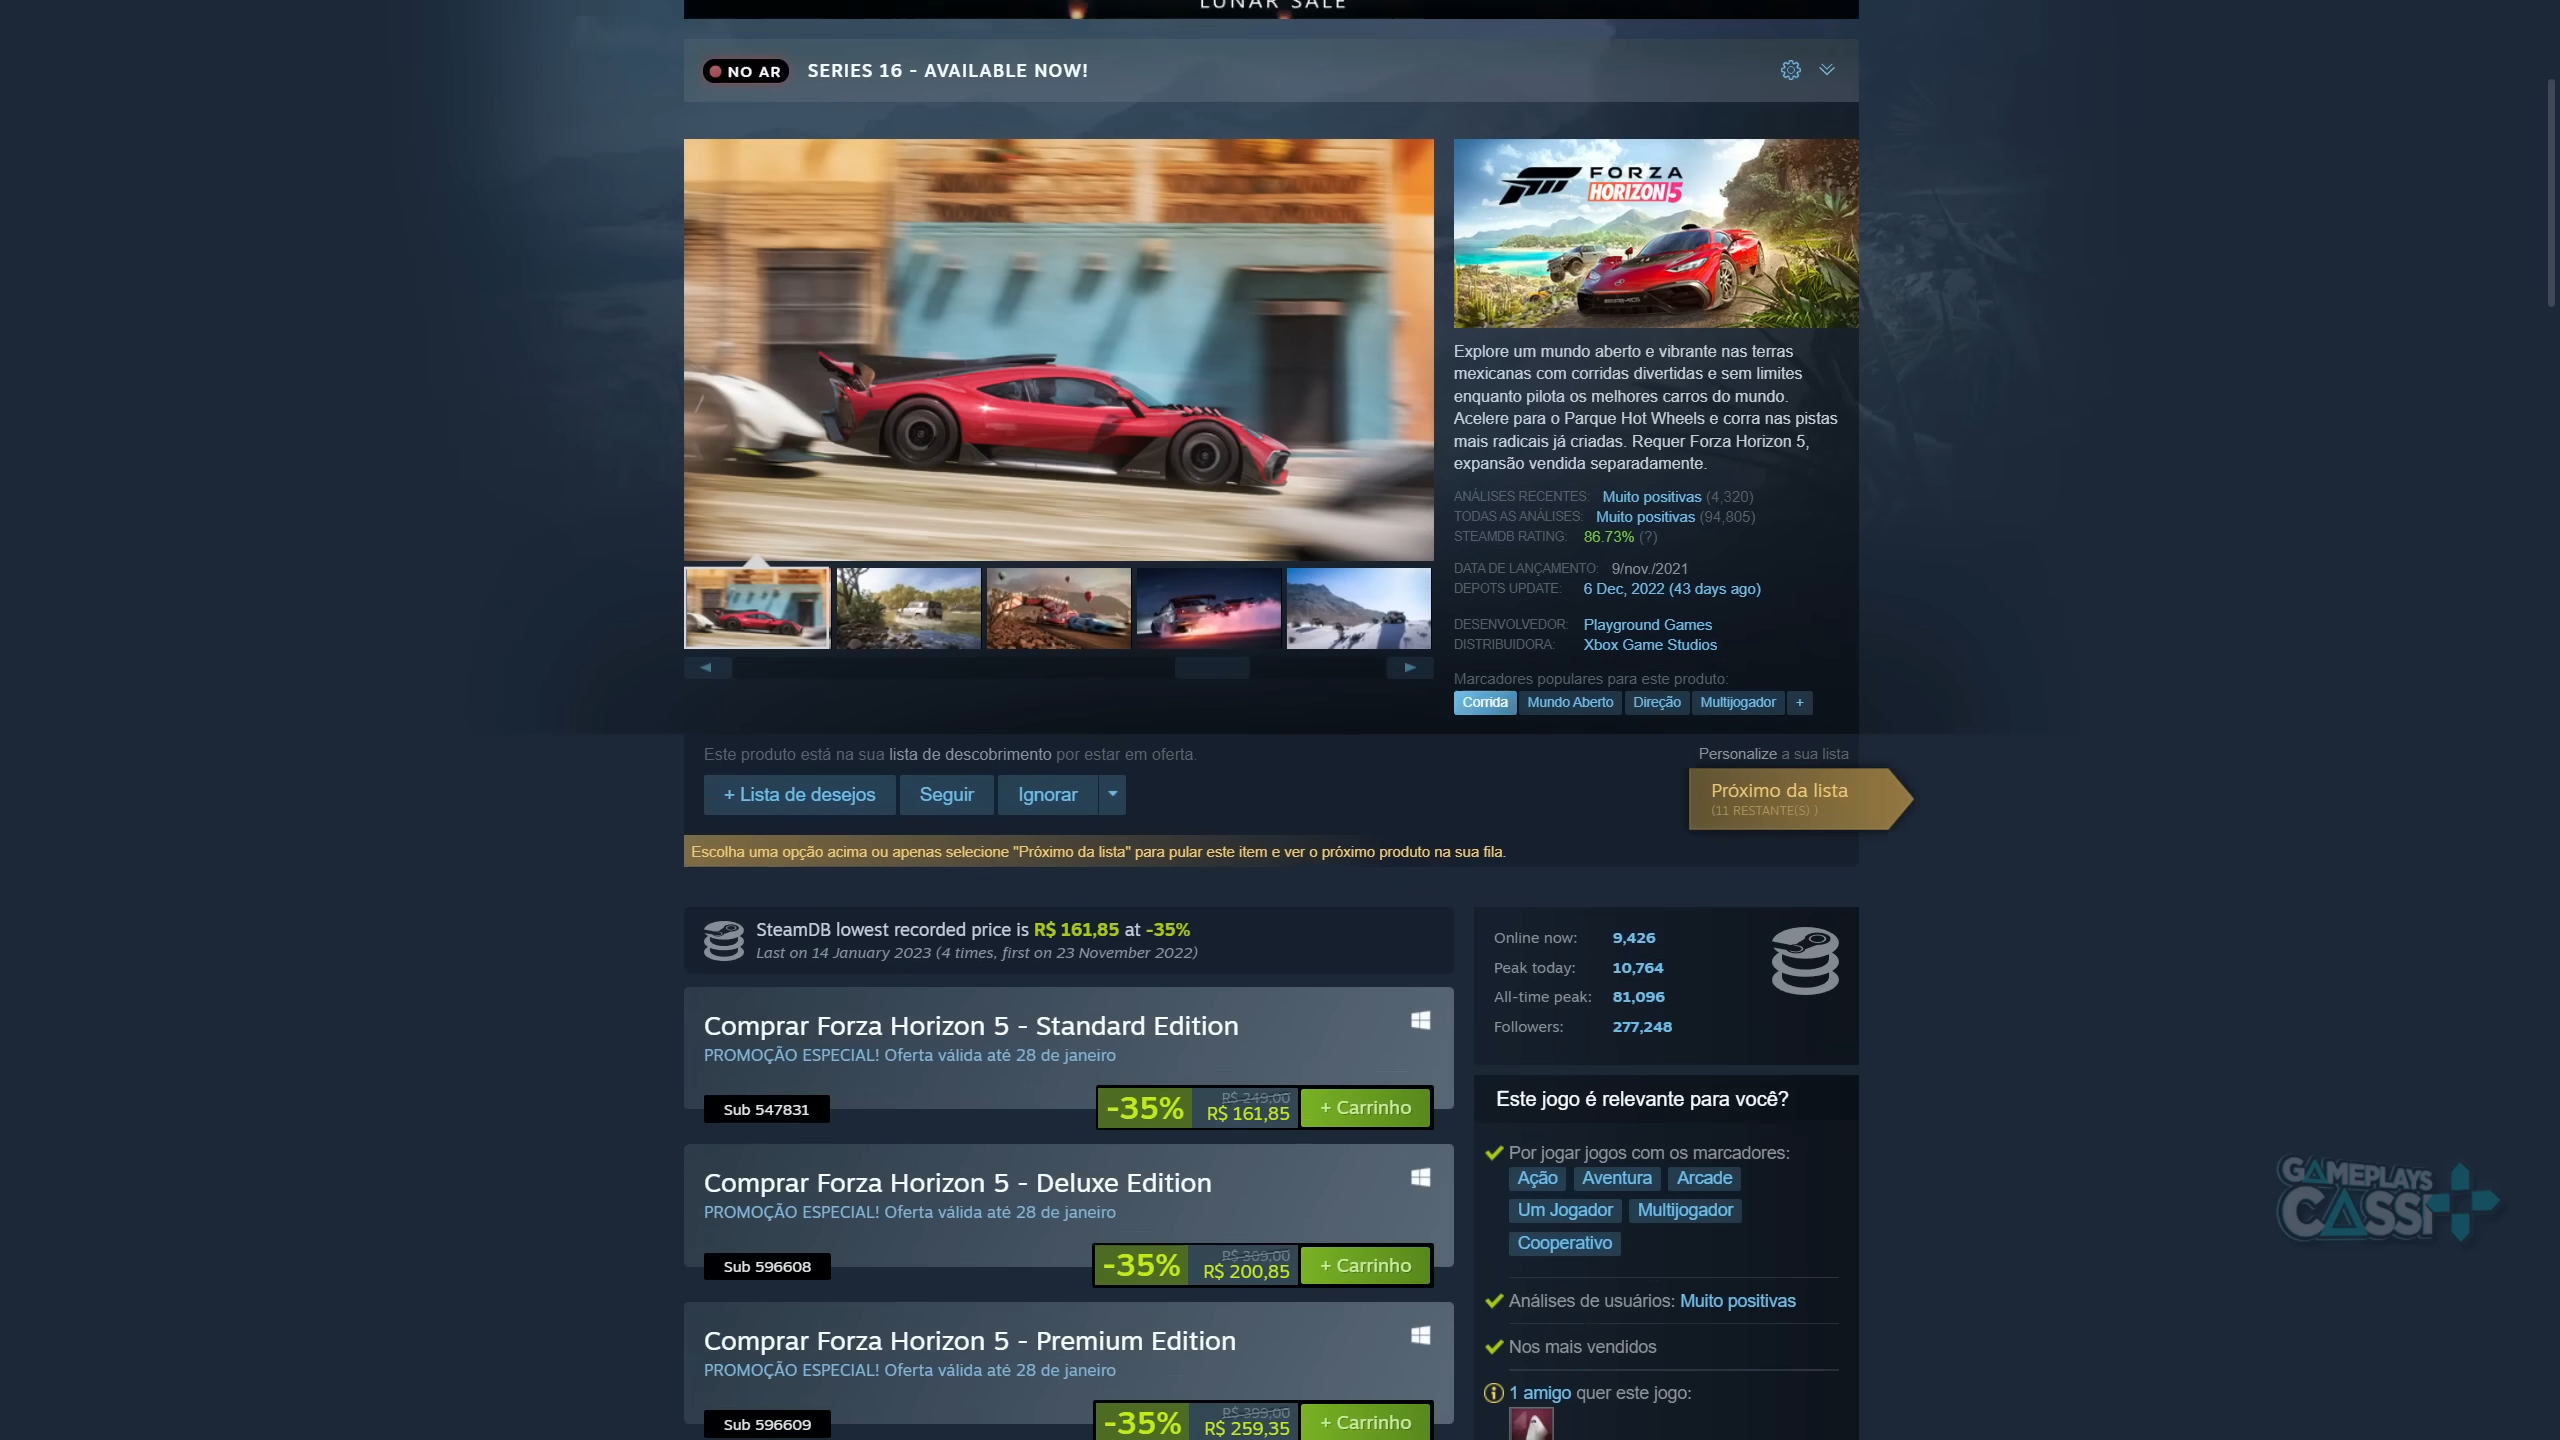 LUNAR SALE
NO AR
SERIES 16 - AVAILABLE NOW!
FORZA
HORIZON 5
Explore um mundo aberto e vibrante nas terras
mexicanas com corridas divertidas e sem limites
enquanto pilota os melhores carros do mundo.
Acelere para o Parque Hot Wheels e corra nas pistas
mais radicais já criadas. Requer Forza Horizon 5,
expansão vendida separadamente.
ANÁLISES RECENTES: Muito positivas (4,320)
TODAS AS ANÁLISES: Muito positivas (94,805)
STEAMDB RATING: 86.73% (?)
DATA DE LANÇAMENTO: 9/nov./2021
DEPOTS UPDATE: 6 Dec, 2022 (43 days ago)
DESENVOLVEDOR: Playground Games
DISTRIBUIDORA: Xbox Game Studios
Marcadores populares para este produto:
Corrida Mundo Aberto Direção Multijogador +
Este produto está na sua lista de descobrimento por estar em oferta.
Personalize a sua lista
+ Lista de desejos Seguir Ignorar
Próximo da lista
(11 RESTANTE(S) )
Escolha uma opção acima ou apenas selecione "Próximo da lista" para pular este item e ver o próximo produto na sua fila.
SteamDB lowest recorded price is R$ 161,85 at -35%
Last on 14 January 2023 (4 times, first on 23 November 2022)
Comprar Forza Horizon 5 - Standard Edition
PROMOÇÃO ESPECIAL! Oferta válida até 28 de janeiro
Sub 547831
-35%
R$ 249,00
R$ 161,85
+ Carrinho
Comprar Forza Horizon 5 - Deluxe Edition
PROMOÇÃO ESPECIAL! Oferta válida até 28 de janeiro
Sub 596608
-35%
R$ 309,00
R$ 200,85
+ Carrinho
Comprar Forza Horizon 5 - Premium Edition
PROMOÇÃO ESPECIAL! Oferta válida até 28 de janeiro
Sub 596609
-35%
R$ 399,00
R$ 259,35
+ Carrinho
Online now: 9,426
Peak today: 10,764
All-time peak: 81,096
Followers: 277,248
Este jogo é relevante para você?
Por jogar jogos com os marcadores:
Ação Aventura Arcade
Um Jogador Multijogador
Cooperativo
Análises de usuários: Muito positivas
Nos mais vendidos
1 amigo quer este jogo:
GAMEPLAYS
CASSI